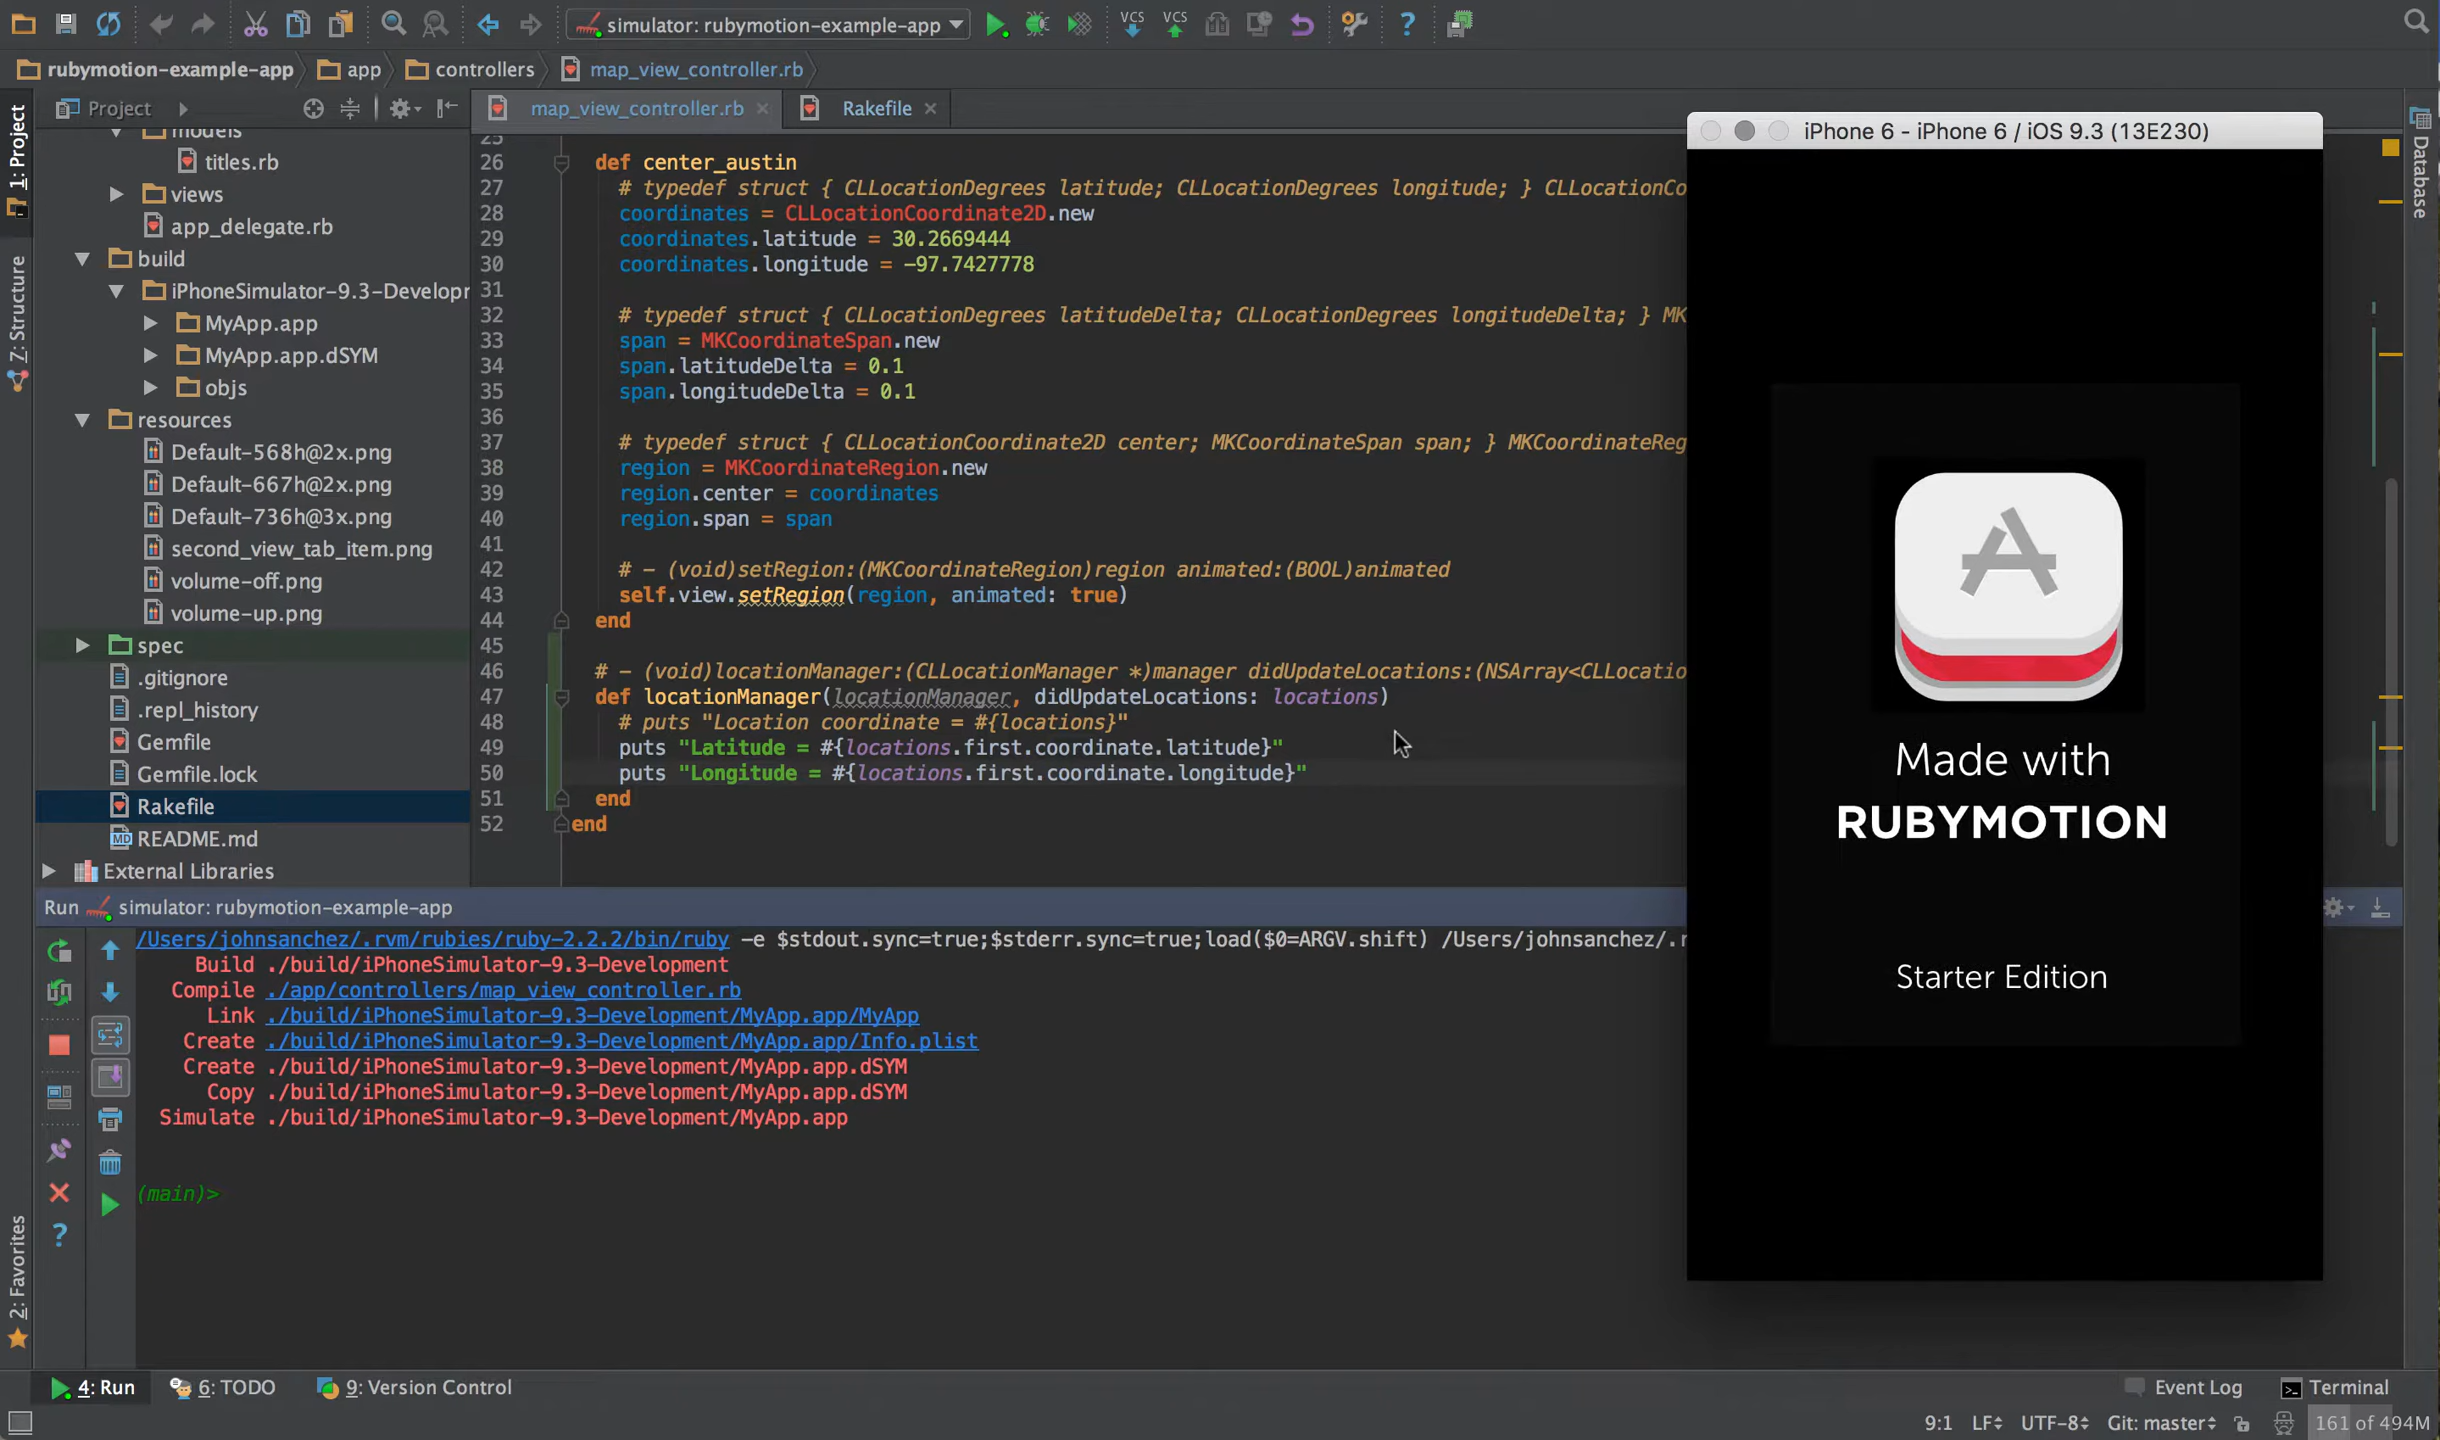 simulator: rubymotion-example-app
VCS VCS
rubymotion-example-app app controllers map_view_controller.rb
1: Project
Z: Structure
2: Favorites
Project
models
titles.rb
views
app_delegate.rb
build
iPhoneSimulator-9.3-Developr
MyApp.app
MyApp.app.dSYM
objs
resources
Default-568h@2x.png
Default-667h@2x.png
Default-736h@3x.png
second_view_tab_item.png
volume-off.png
volume-up.png
spec
.gitignore
.repl_history
Gemfile
Gemfile.lock
Rakefile
README.md
External Libraries
map_view_controller.rb Rakefile
25
26 def center_austin
27 # typedef struct { CLLocationDegrees latitude; CLLocationDegrees longitude; } CLLocationCo
28 coordinates = CLLocationCoordinate2D.new
29 coordinates.latitude = 30.2669444
30 coordinates.longitude = -97.7427778
31
32 # typedef struct { CLLocationDegrees latitudeDelta; CLLocationDegrees longitudeDelta; } MK
33 span = MKCoordinateSpan.new
34 span.latitudeDelta = 0.1
35 span.longitudeDelta = 0.1
36
37 # typedef struct { CLLocationCoordinate2D center; MKCoordinateSpan span; } MKCoordinateReg
38 region = MKCoordinateRegion.new
39 region.center = coordinates
40 region.span = span
41
42 # - (void)setRegion:(MKCoordinateRegion)region animated:(BOOL)animated
43 self.view.setRegion(region, animated: true)
44 end
45
46 # - (void)locationManager:(CLLocationManager *)manager didUpdateLocations:(NSArray<CLLocatio
47 def locationManager(locationManager, didUpdateLocations: locations)
48 # puts "Location coordinate = #{locations}"
49 puts "Latitude = #{locations.first.coordinate.latitude}"
50 puts "Longitude = #{locations.first.coordinate.longitude}"
51 end
52 end
iPhone 6 - iPhone 6 / iOS 9.3 (13E230)
Made with
RUBYMOTION
Starter Edition
Database
Run simulator: rubymotion-example-app
/Users/johnsanchez/.rvm/rubies/ruby-2.2.2/bin/ruby -e $stdout.sync=true;$stderr.sync=true;load($0=ARGV.shift) /Users/johnsanchez/.r
Build ./build/iPhoneSimulator-9.3-Development
Compile ./app/controllers/map_view_controller.rb
Link ./build/iPhoneSimulator-9.3-Development/MyApp.app/MyApp
Create ./build/iPhoneSimulator-9.3-Development/MyApp.app/Info.plist
Create ./build/iPhoneSimulator-9.3-Development/MyApp.app.dSYM
Copy ./build/iPhoneSimulator-9.3-Development/MyApp.app.dSYM
Simulate ./build/iPhoneSimulator-9.3-Development/MyApp.app
(main)>
4: Run 6: TODO 9: Version Control Event Log Terminal
9:1 LF UTF-8 Git: master 161 of 494M